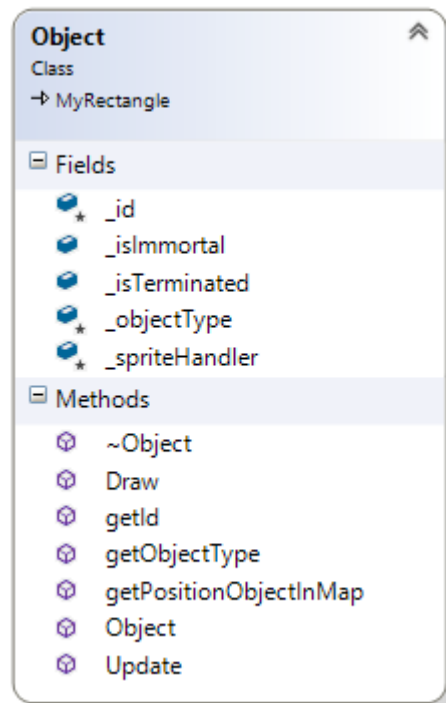 Object
Class
MyRectangle
Fields
_id
_isImmortal
_isTerminated
_objectType
_spriteHandler
Methods
~Object
Draw
getId
getObjectType
getPositionObjectInMap
Object
Update